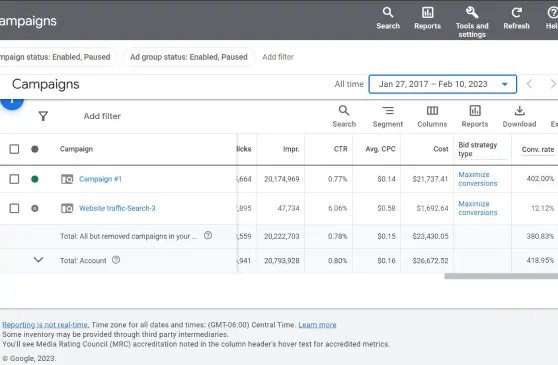 ampaigns
Search
Reports
Tools and settings
Refresh
Hel
mpaign status: Enabled, Paused
Ad group status: Enabled, Paused
Add filter
Campaigns
All time
Jan 27, 2017 – Feb 10, 2023
Add filter
Search
Segment
Columns
Reports
Download
Ex
Campaign
licks
Impr.
CTR
Avg. CPC
Cost
Bid strategy type
Conv. rate
Campaign #1
,664
20,174,969
0.77%
$0.14
$21,737.41
Maximize conversions
402.00%
Website traffic-Search-3
,895
47,734
6.06%
$0.58
$1,692.64
Maximize conversions
12.12%
Total: All but removed campaigns in your ...
,559
20,222,703
0.78%
$0.15
$23,430.05
380.83%
Total: Account
,941
20,793,928
0.80%
$0.16
$26,672.52
418.95%
Reporting is not real-time. Time zone for all dates and times: (GMT-06:00) Central Time. Learn more
Some inventory may be provided through third party intermediaries.
You'll see Media Rating Council (MRC) accreditation noted in the column header's hover text for accredited metrics.
© Google, 2023.